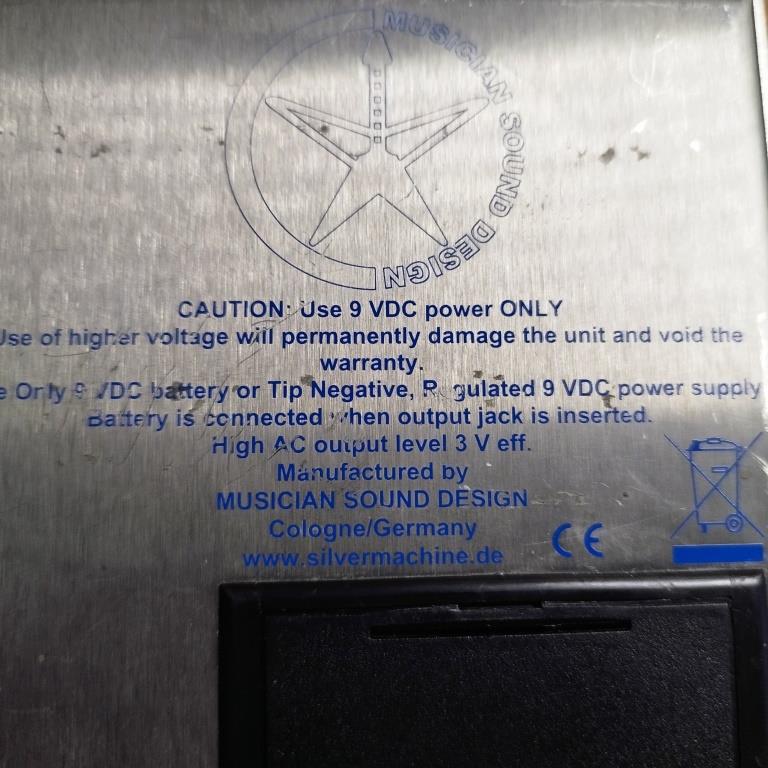 MUSICIAN SOUND DESIGN
CAUTION: Use 9 VDC power ONLY
Use of higher voltage will permanently damage the unit and void the
warranty.
Only 9 VDC battery or Tip Negative, Regulated 9 VDC power supply
Battery is connected when output jack is inserted.
High AC output level 3 V eff.
Manufactured by
MUSICIAN SOUND DESIGN
Cologne/Germany
www.silvermachine.de
CE